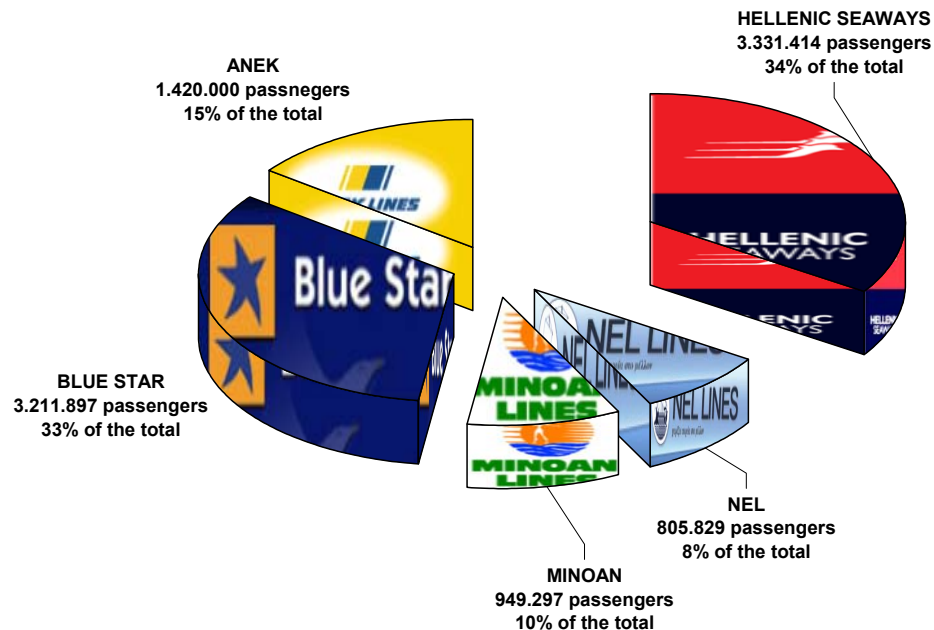 HELLENIC SEAWAYS
3.331.414 passengers
34% of the total
ANEK
1.420.000 passnegers
15% of the total
LINES
HELLENIC
SEAWAYS
Blue Star
NEL LINES
MINOAN
LINES
NEL LINES
MINOAN
LINES
BLUE STAR
3.211.897 passengers
33% of the total
NEL
805.829 passengers
8% of the total
MINOAN
949.297 passengers
10% of the total